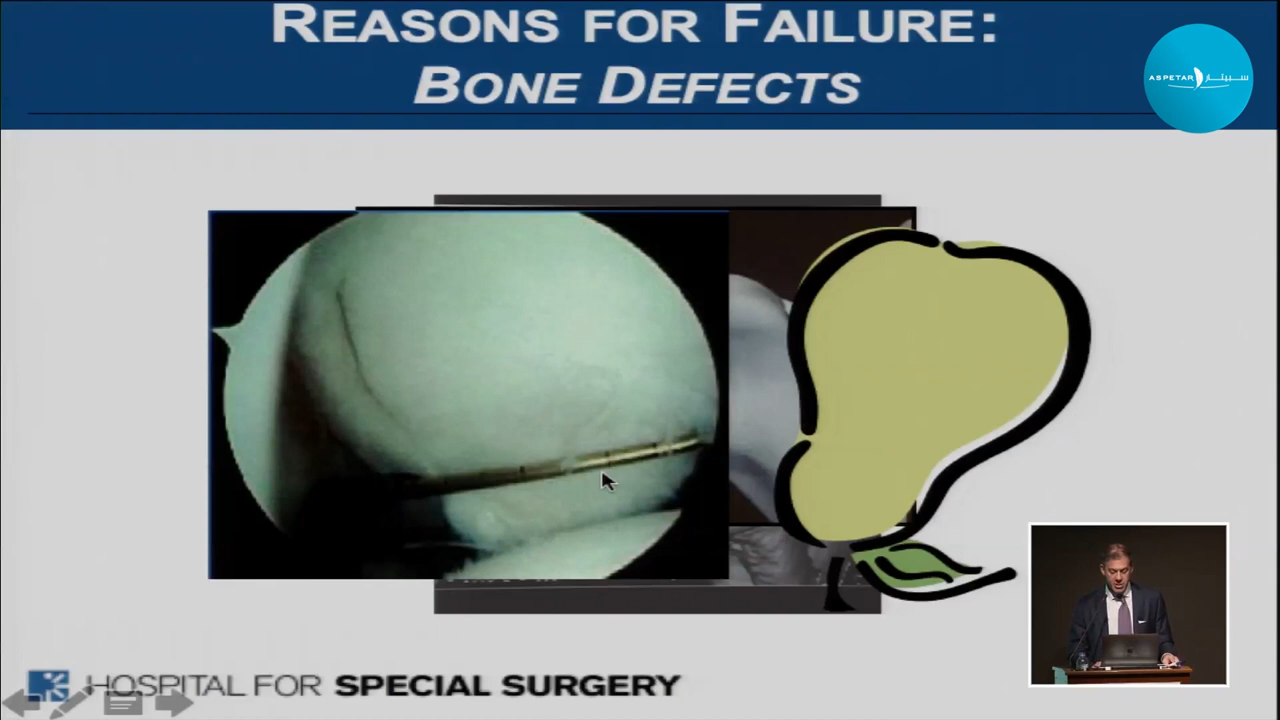 REASONS FOR FAILURE:
BONE DEFECTS
ASPETAR سبيتار
HOSPITAL FOR SPECIAL SURGERY